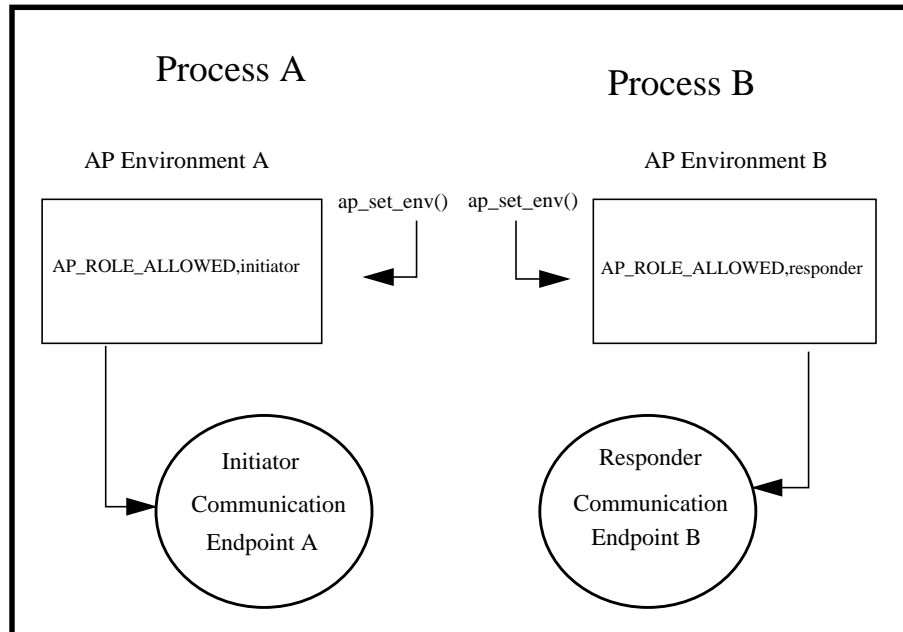 Process A
Process B
AP Environment A
AP Environment B
ap_set_env()
ap_set_env()
AP_ROLE_ALLOWED,initiator
AP_ROLE_ALLOWED,responder
Initiator
Communication
Endpoint A
Responder
Communication
Endpoint B